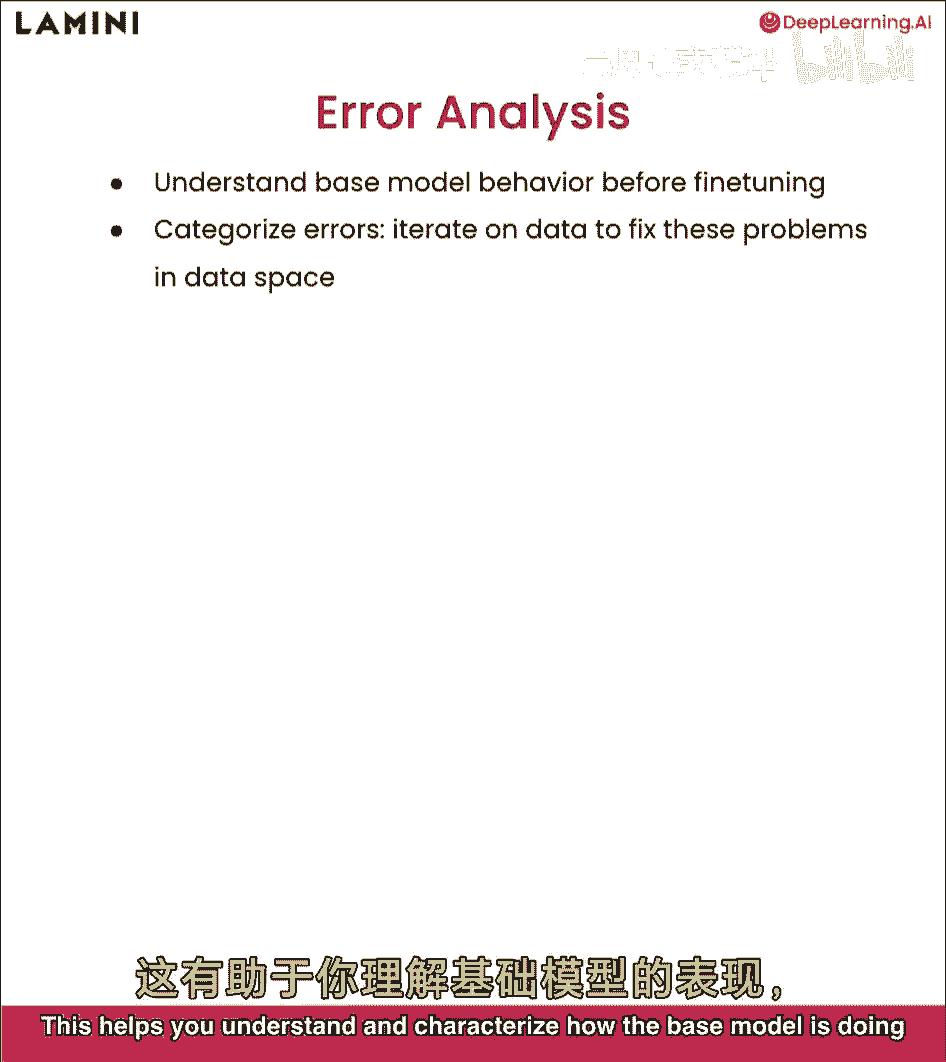 LAMINI
DeepLearning.AI
Error Analysis
● Understand base model behavior before finetuning
● Categorize errors: iterate on data to fix these problems
in data space
这有助于你理解基础模型的表现，
This helps you understand and characterize how the base model is doing